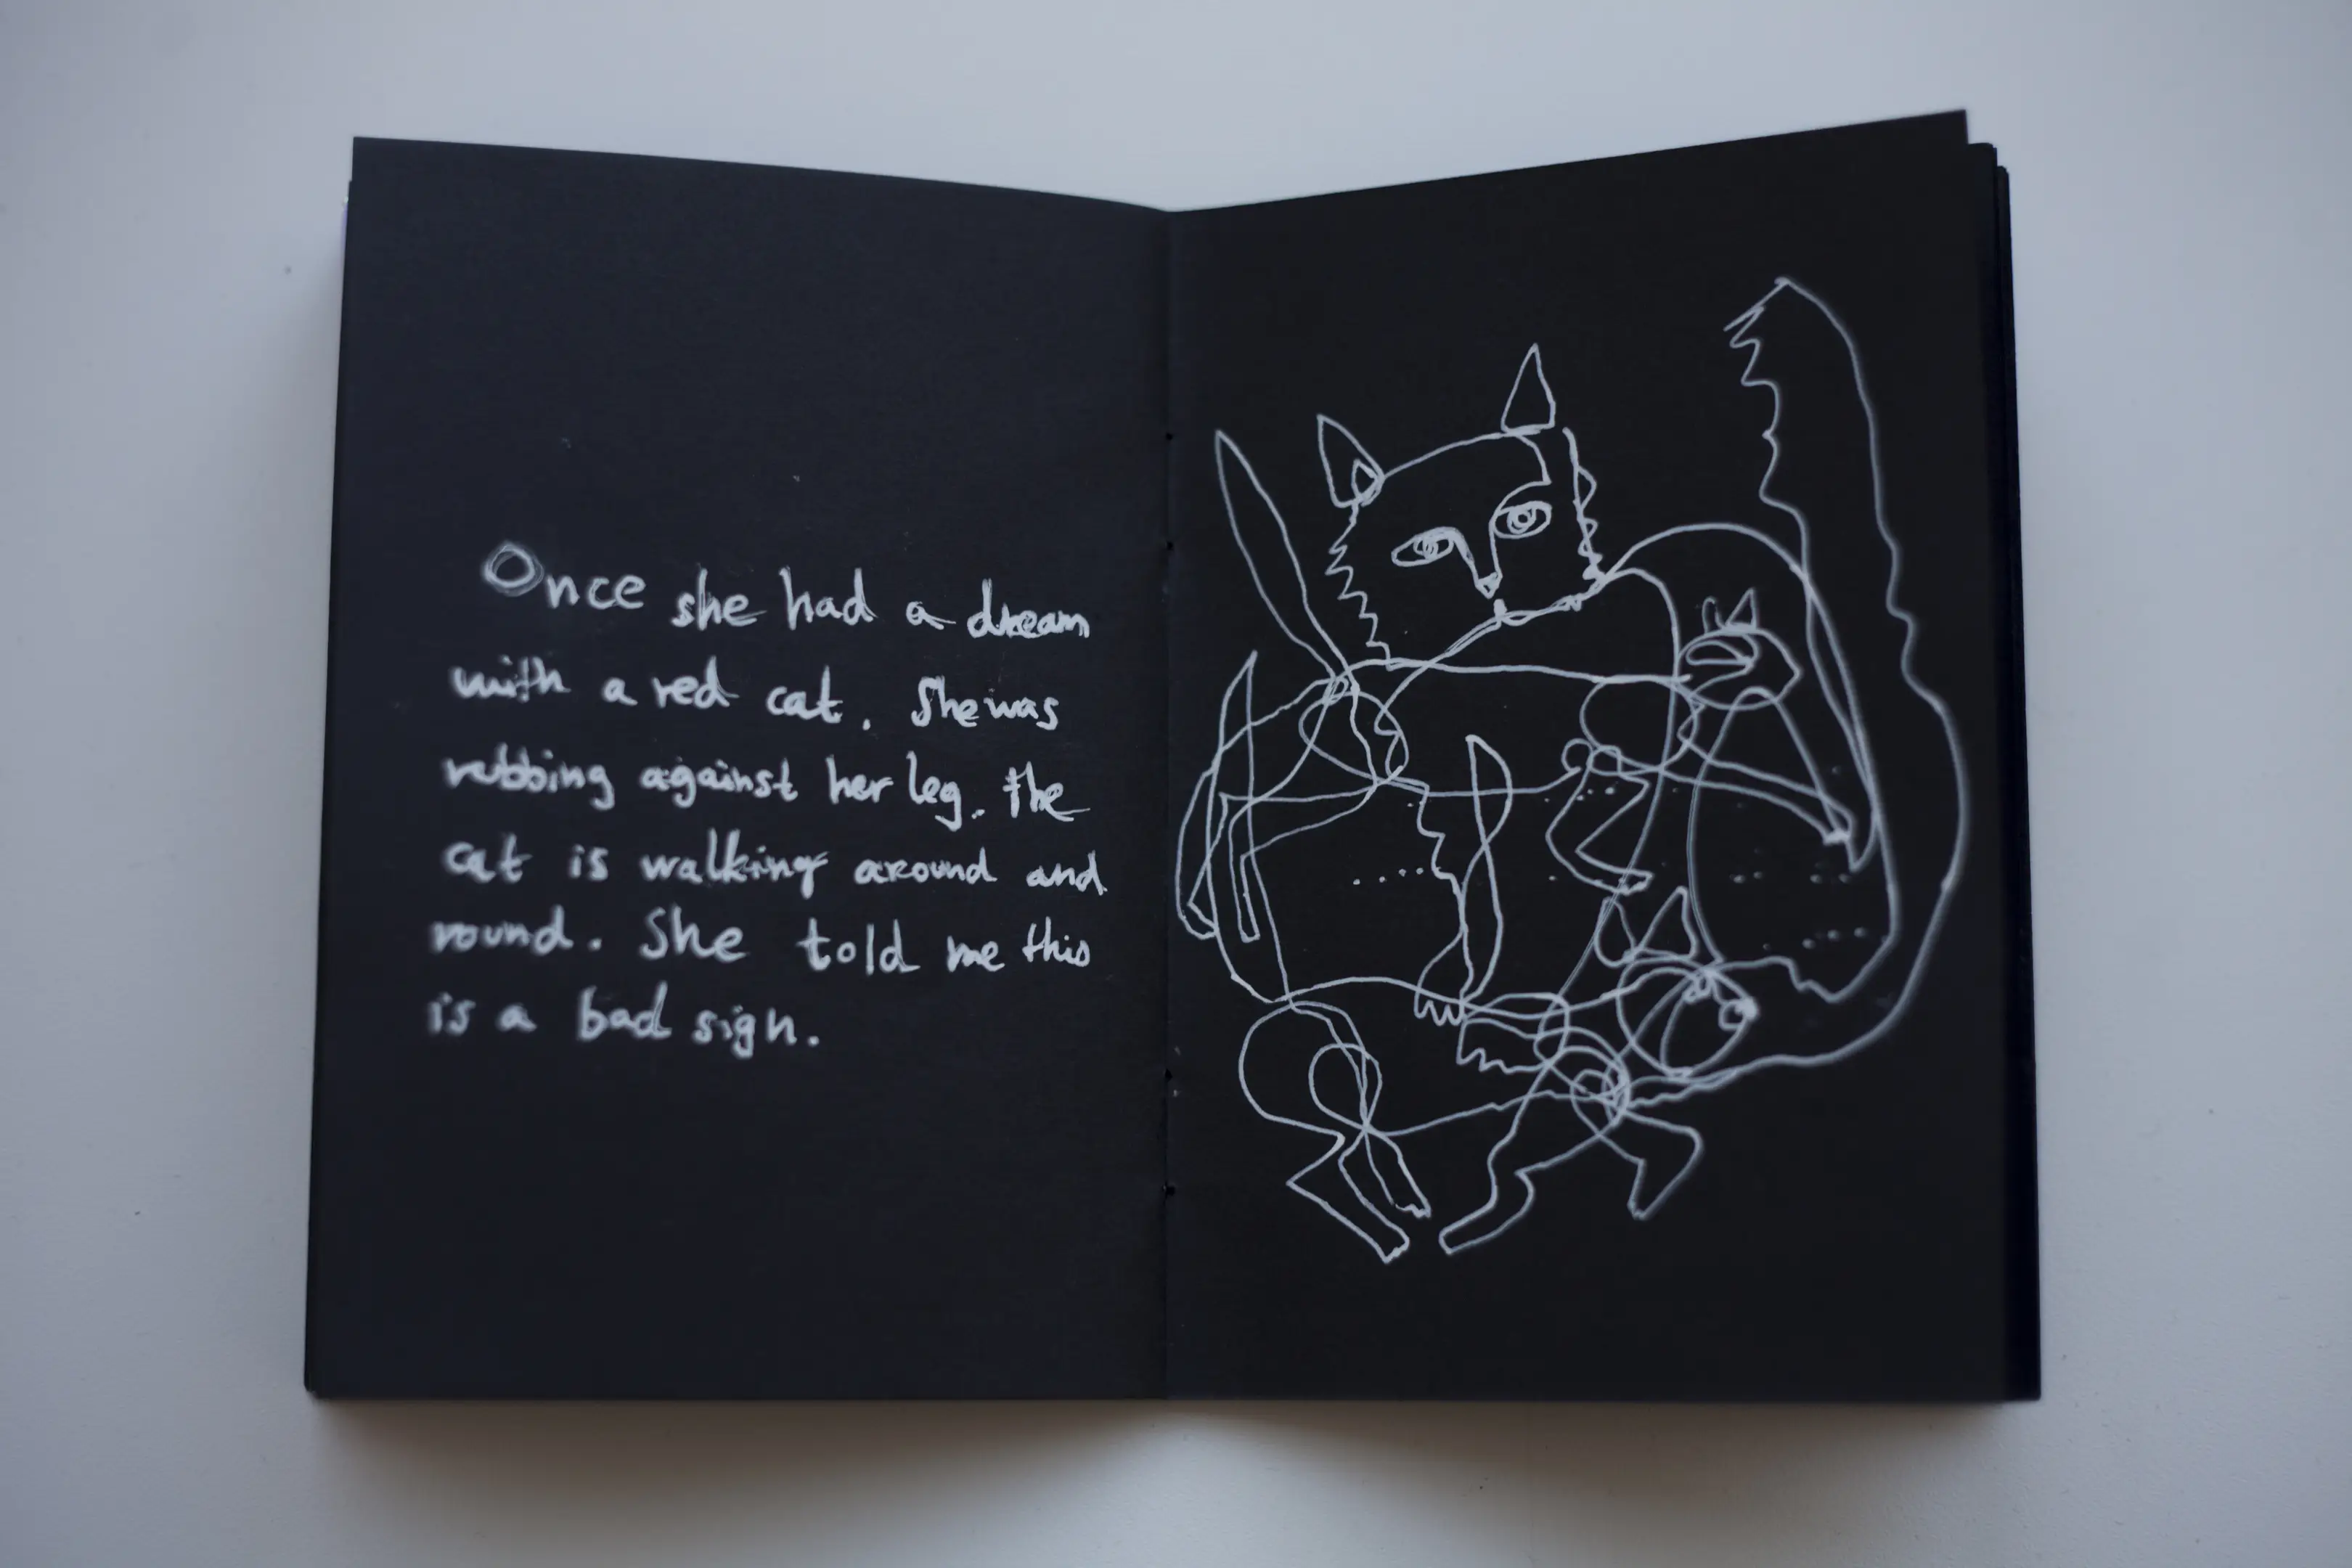 Once she had a dream
with a red cat. She was
rubbing against her leg. The
cat is walking around and
round. She told me this
is a bad sign.